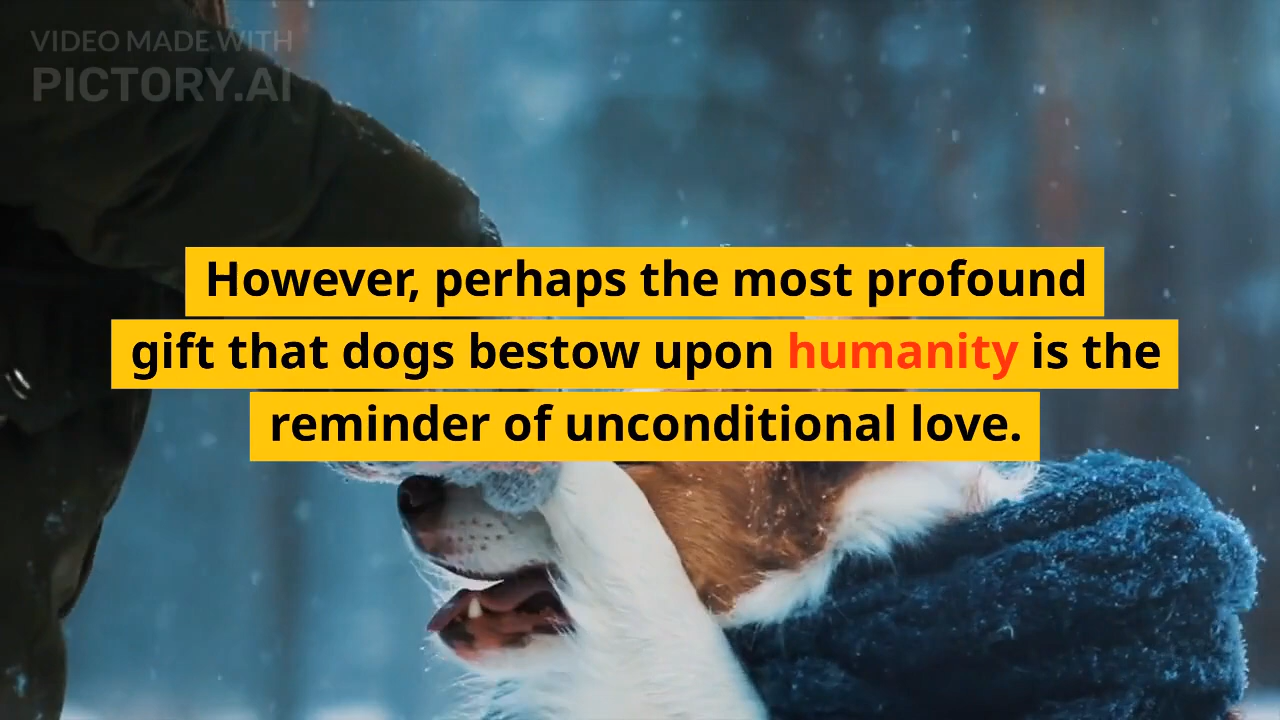 VIDEO MADE WITH
PICTORY.AI
However, perhaps the most profound
gift that dogs bestow upon humanity is the
reminder of unconditional love.